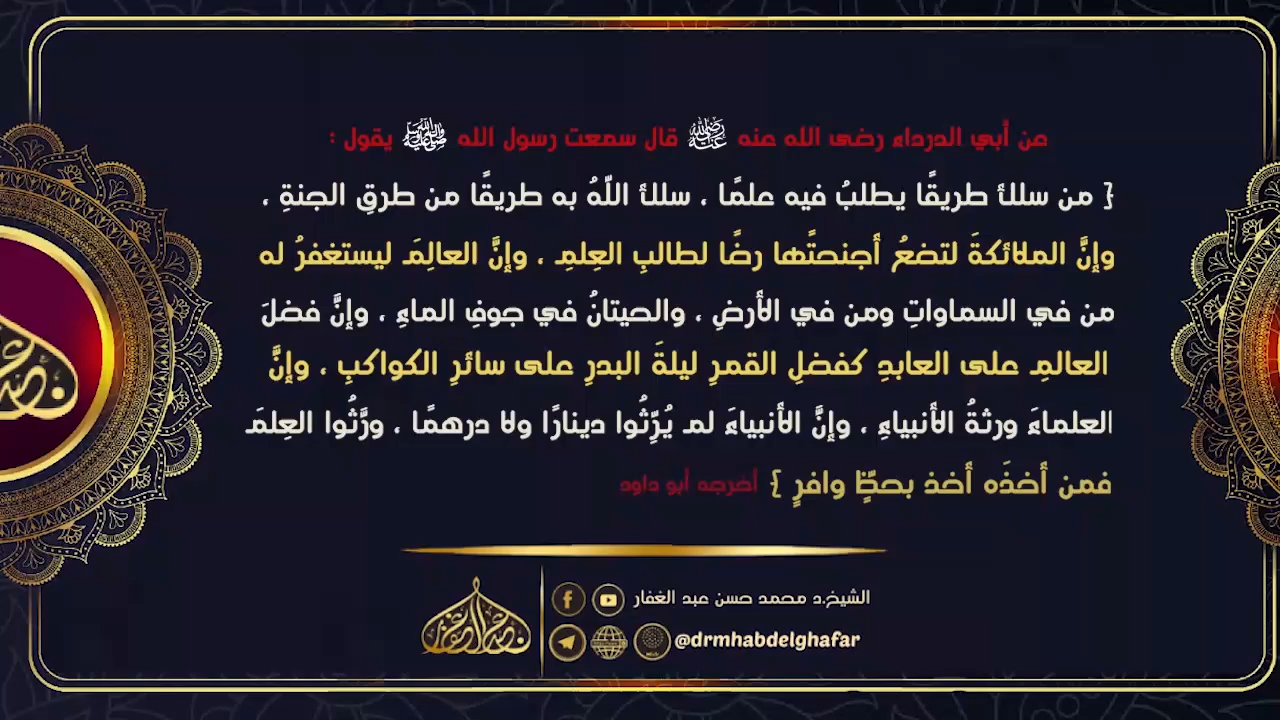 من أبي الدرداء رضى الله عنه رضي الله عنه قال سمعت رسول الله ﷺ يقول :
{ من سلك طريقًا يطلبُ فيه علمًا ، سلك اللّهُ به طريقًا من طرقِ الجنةِ ،
وإنَّ الملائكةَ لتضعُ أجنحتَها رضًا لطالبِ العِلمِ ، وإنَّ العالِمَ ليستغفرُ له
من في السماواتِ ومن في الأرضِ ، والحيتانُ في جوفِ الماءِ ، وإنَّ فضلَ
العالمِ على العابدِ كفضلِ القمرِ ليلةَ البدرِ على سائرِ الكواكبِ ، وإنَّ
العلماءَ ورثةُ الأنبياءِ ، وإنَّ الأنبياءَ لم يُرِّثُوا دينارًا ولا درهمًا ، ورَّثُوا العِلمَ
فمن أخذَه أخذ بحظٍّ وافرٍ } أخرجه أبو داود
الشيخ.د محمد حسن عبد الغفار
@drmhabdelghafar